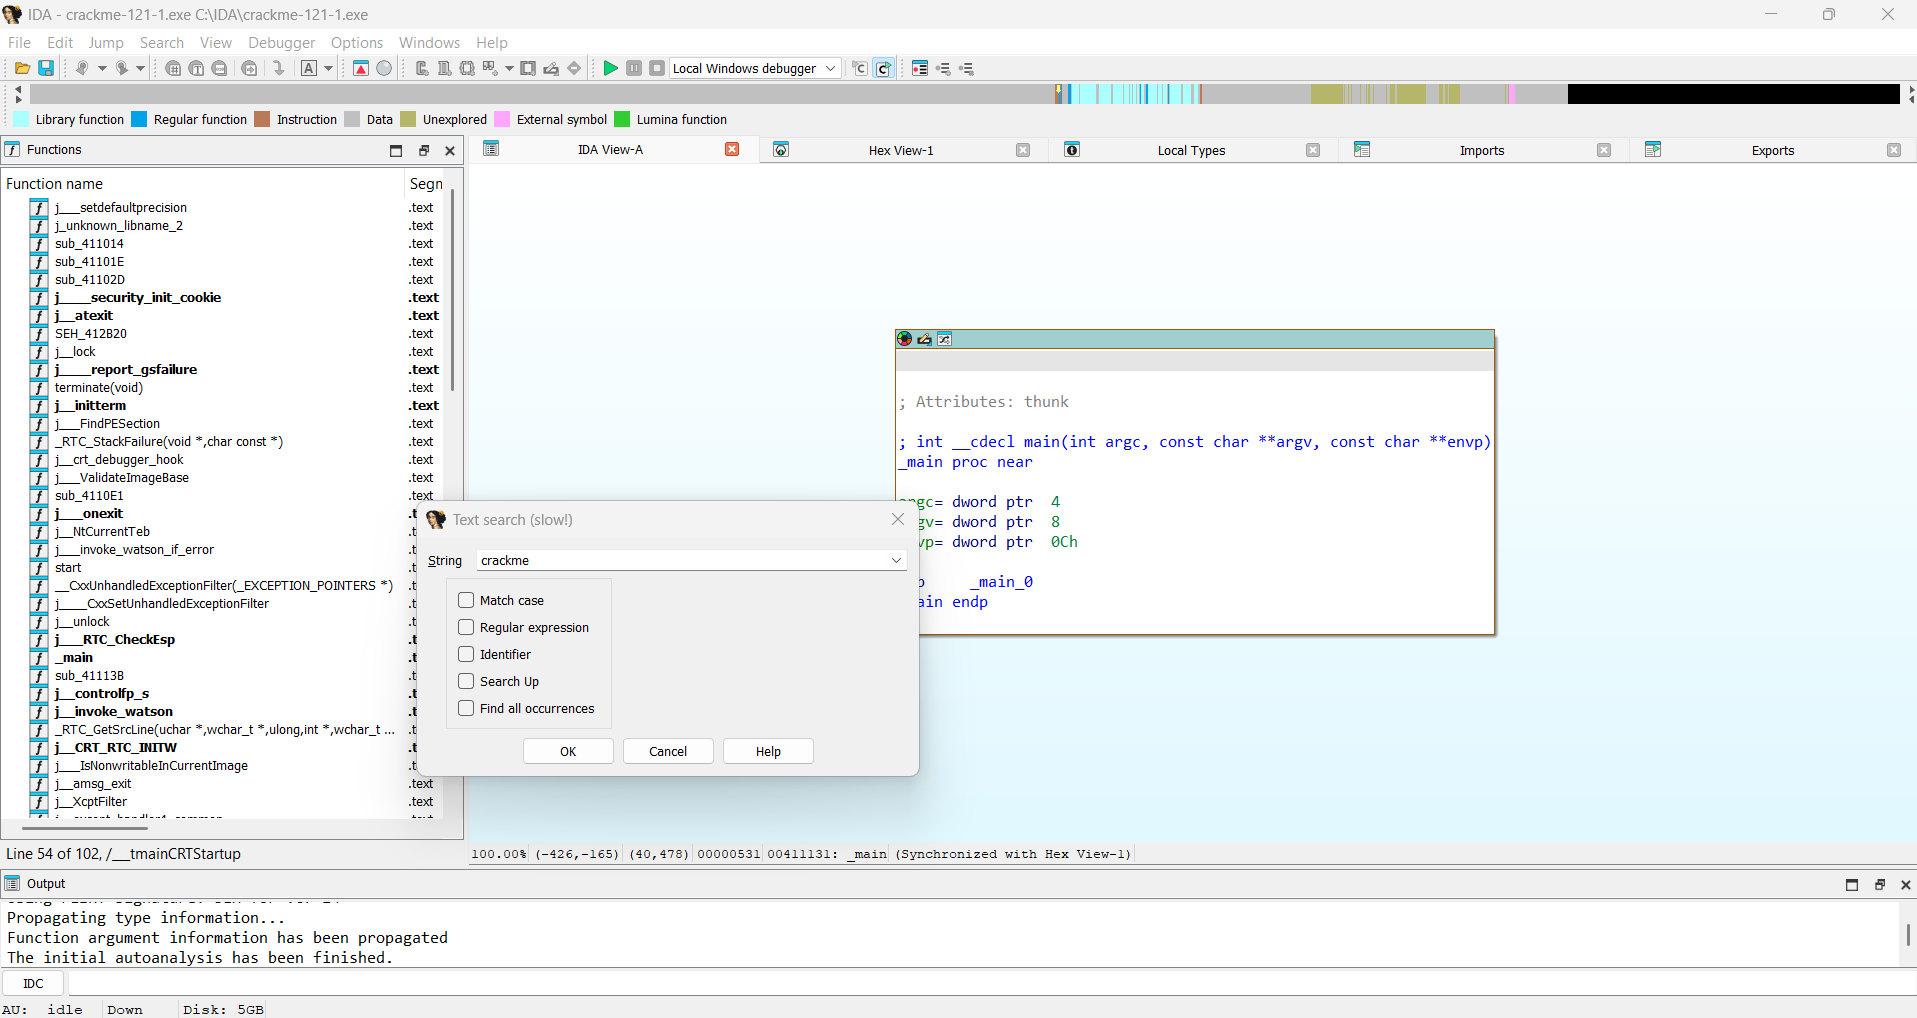 IDA - crackme-121-1.exe C:\IDA\crackme-121-1.exe
File Edit Jump Search View Debugger Options Windows Help
Local Windows debugger
Library function Regular function Instruction Data Unexplored External symbol Lumina function
Functions
IDA View-A
Hex View-1
Local Types
Imports
Exports
Function name Segn
j___setdefaultprecision .text
j_unknown_libname_2 .text
sub_411014 .text
sub_41101E .text
sub_41102D .text
j____security_init_cookie .text
j__atexit .text
SEH_412B20 .text
j__lock .text
j____report_gsfailure .text
terminate(void) .text
j__initterm .text
j___FindPESection .text
_RTC_StackFailure(void *,char const *) .text
j__crt_debugger_hook .text
j___ValidateImageBase .text
sub_4110E1 .text
j___onexit
j__NtCurrentTeb
j___invoke_watson_if_error
start
__CxxUnhandledExceptionFilter(_EXCEPTION_POINTERS *)
j____CxxSetUnhandledExceptionFilter
j__unlock
j___RTC_CheckEsp
_main
sub_41113B
j__controlfp_s
j__invoke_watson
_RTC_GetSrcLine(uchar *,wchar_t *,ulong,int *,wchar_t ...
j__CRT_RTC_INITW
j___IsNonwritableInCurrentImage
j__amsg_exit .text
j__XcptFilter .text
Line 54 of 102, /___tmainCRTStartup
; Attributes: thunk
; int __cdecl main(int argc, const char **argv, const char **envp)
_main proc near
gc= dword ptr 4
gv= dword ptr 8
vp= dword ptr 0Ch
_main_0
ain endp
Text search (slow!)
String crackme
Match case
Regular expression
Identifier
Search Up
Find all occurrences
OK Cancel Help
100.00% (-426,-165) (40,478) 00000531 00411131: _main (Synchronized with Hex View-1)
Output
Propagating type information...
Function argument information has been propagated
The initial autoanalysis has been finished.
IDC
AU: idle Down Disk: 5GB